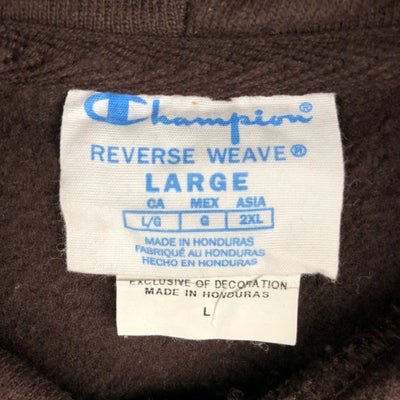 Champion®
REVERSE WEAVE®
LARGE
CA MEX ASIA
L/G G 2XL
MADE IN HONDURAS
FABRIQUÉ AU HONDURAS
HECHO EN HONDURAS
EXCLUSIVE OF DECORATION
MADE IN HONDURAS
L